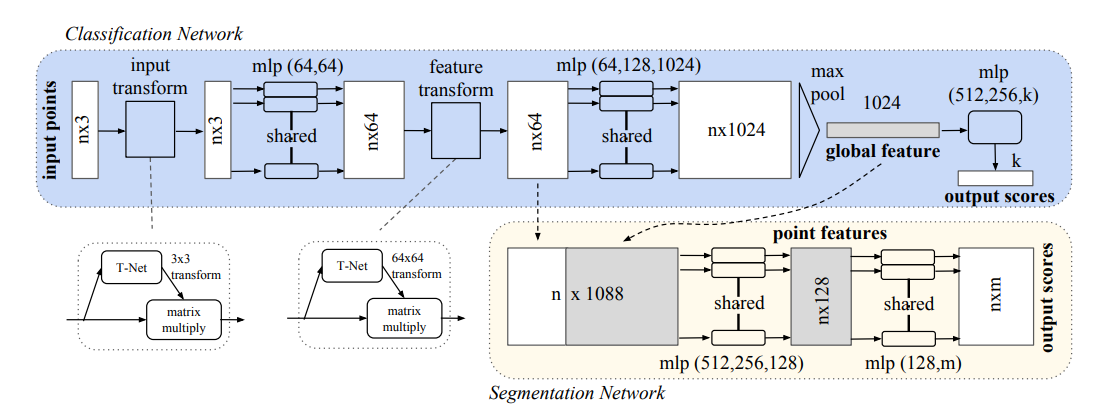 Classification Network
input points
nx3
input
transform
nx3
mlp (64,64)
shared
nx64
feature
transform
nx64
mlp (64,128,1024)
shared
nx1024
max
pool
1024
global feature
mlp
(512,256,k)
k
output scores
T-Net
3x3
transform
matrix
multiply
T-Net
64x64
transform
matrix
multiply
point features
n x 1088
shared
mlp (512,256,128)
nx128
shared
mlp (128,m)
nxm
output scores
Segmentation Network